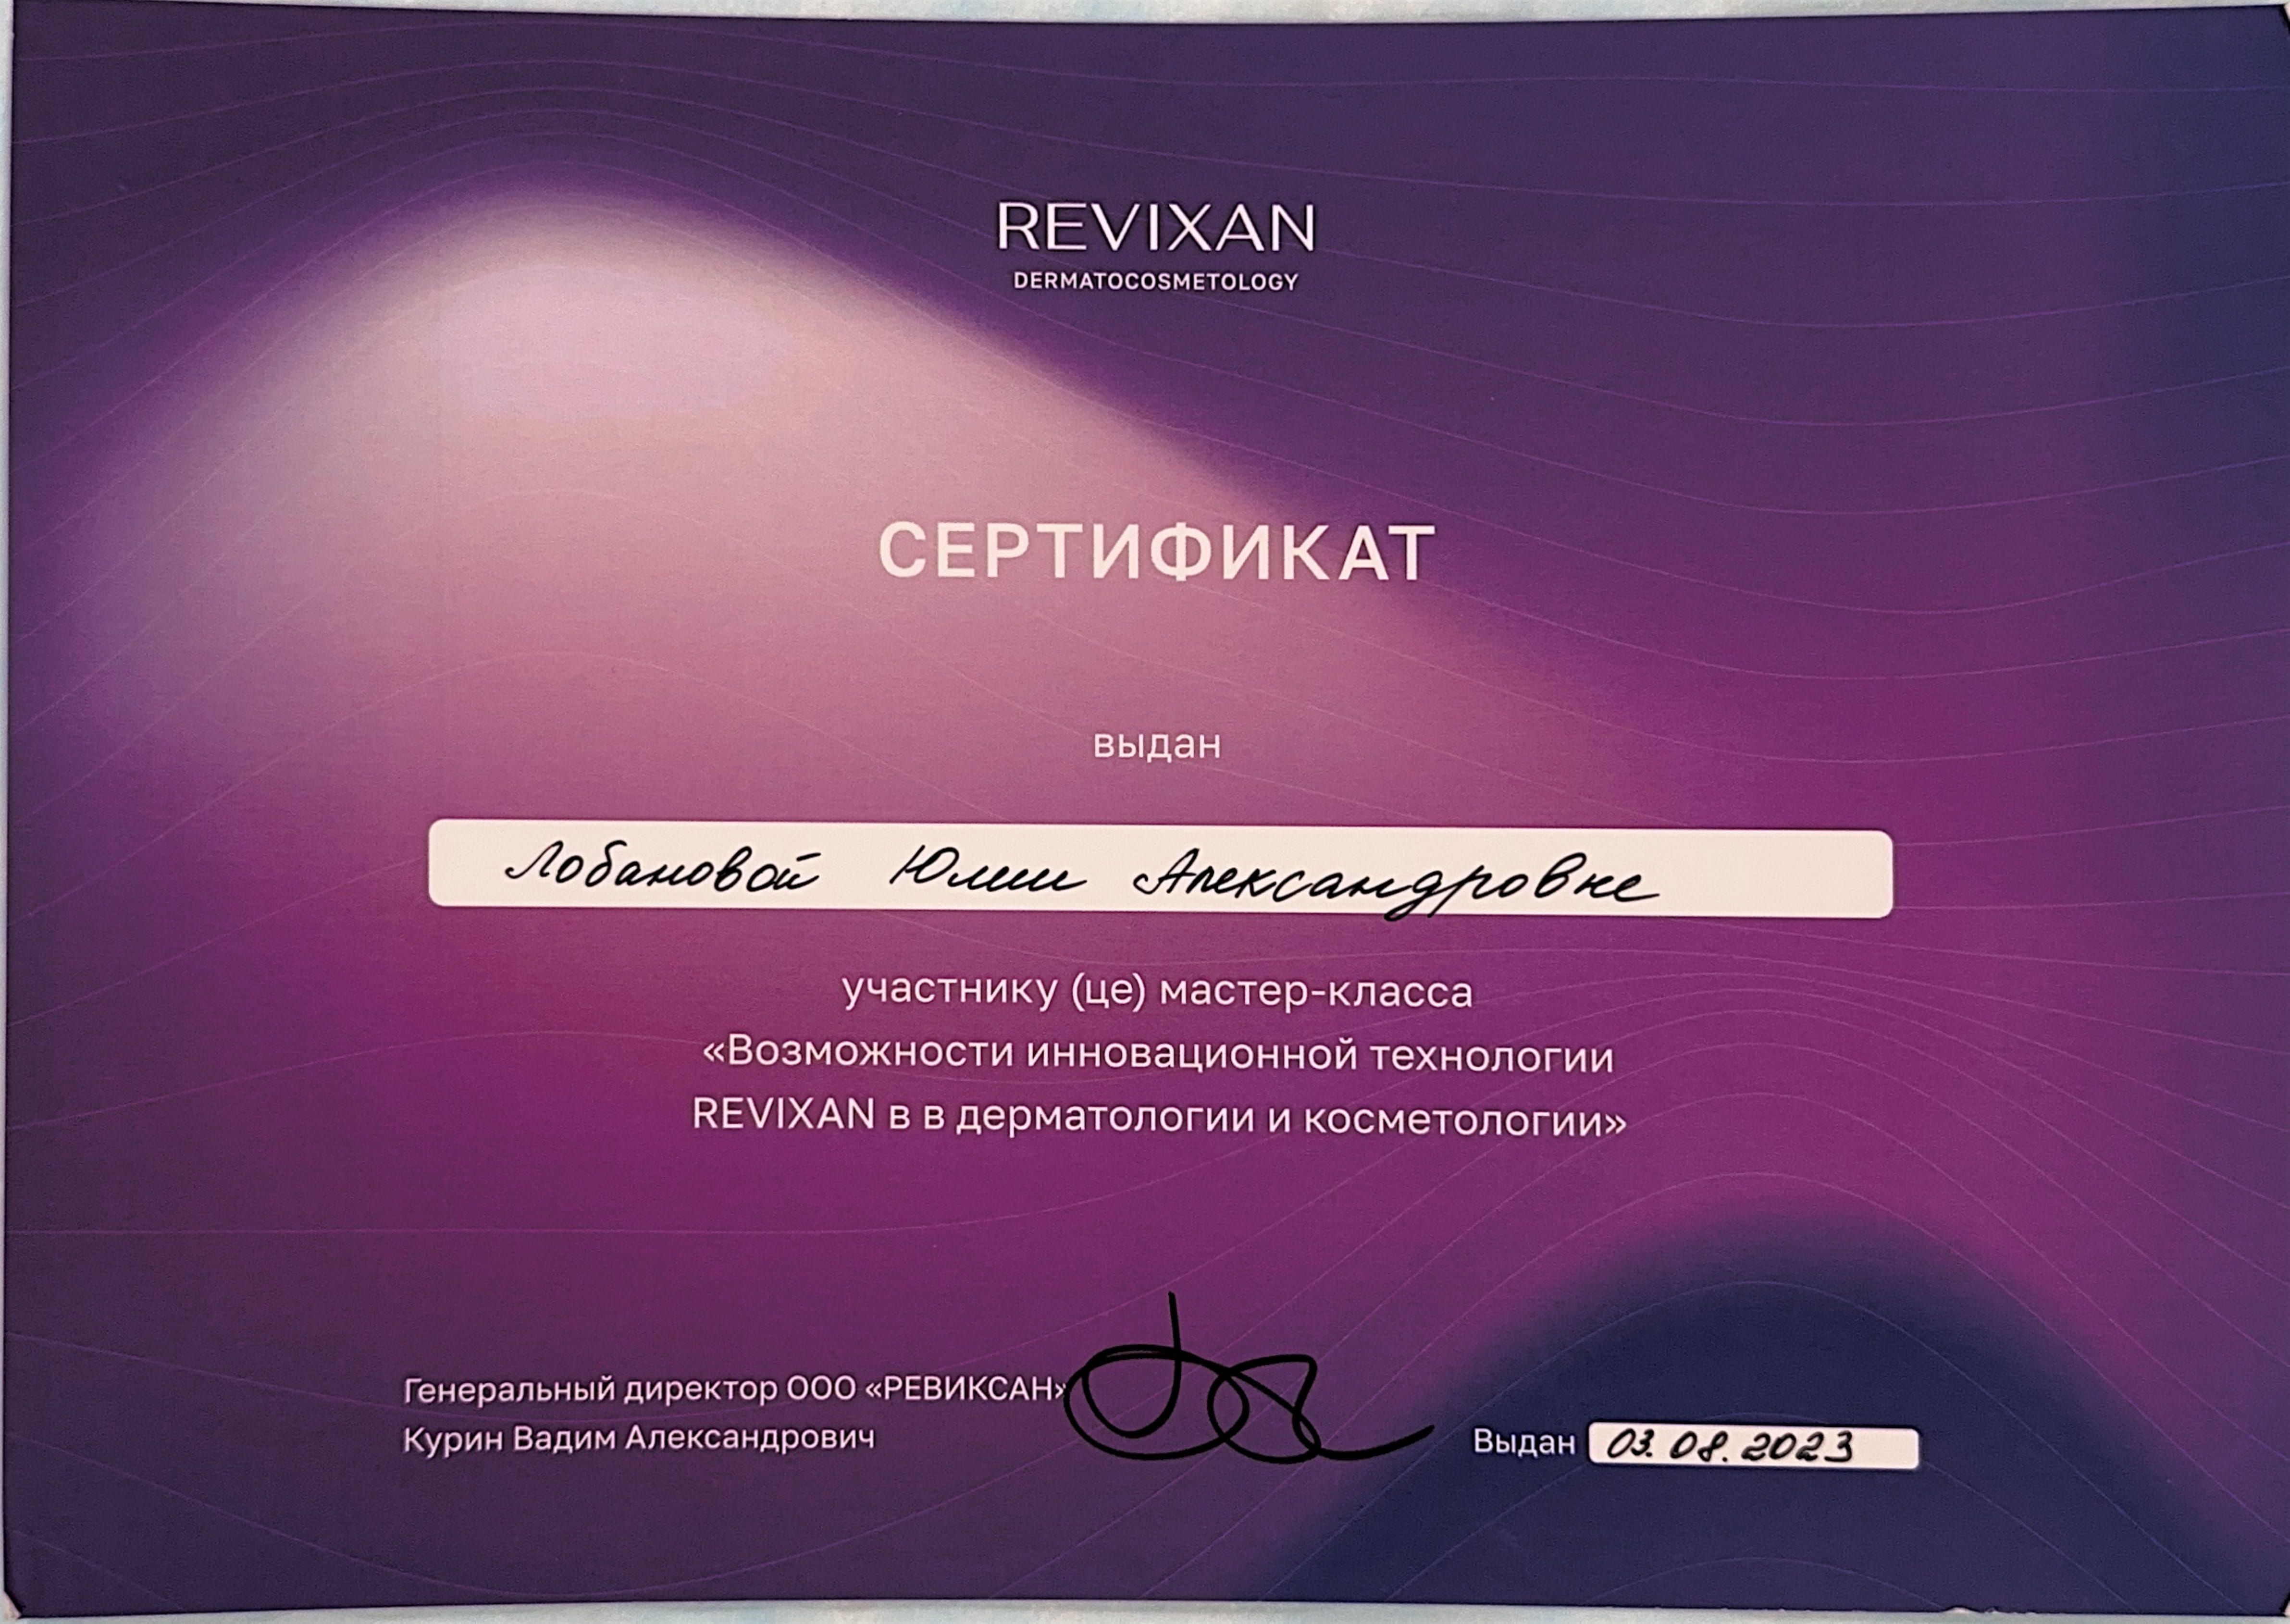 REVIXAN
DERMATOCOSMETOLOGY
СЕРТИФИКАТ
выдан
Лобановой Юлии Александровне
участнику (це) мастер-класса
«Возможности инновационной технологии
REVIXAN в в дерматологии и косметологии»
Генеральный директор ООО «РЕВИКСАН»
Курин Вадим Александрович
Выдан 03.08.2023